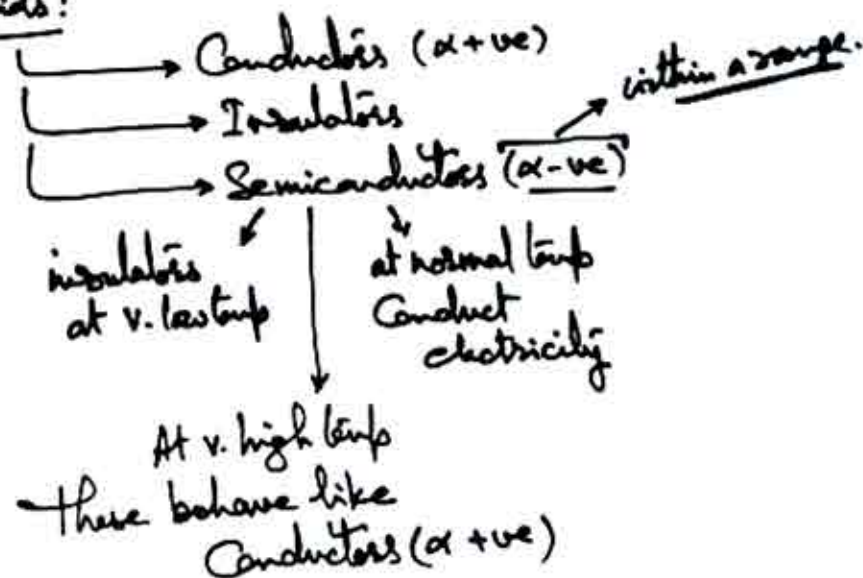 Conductors (α+ve)
Insulators
Semiconductors (α-ve)
within a range.
insulators
at v. low temp
at normal temp
Conduct
electricity
At v. high temp
These behave like
Conductors (α +ve)